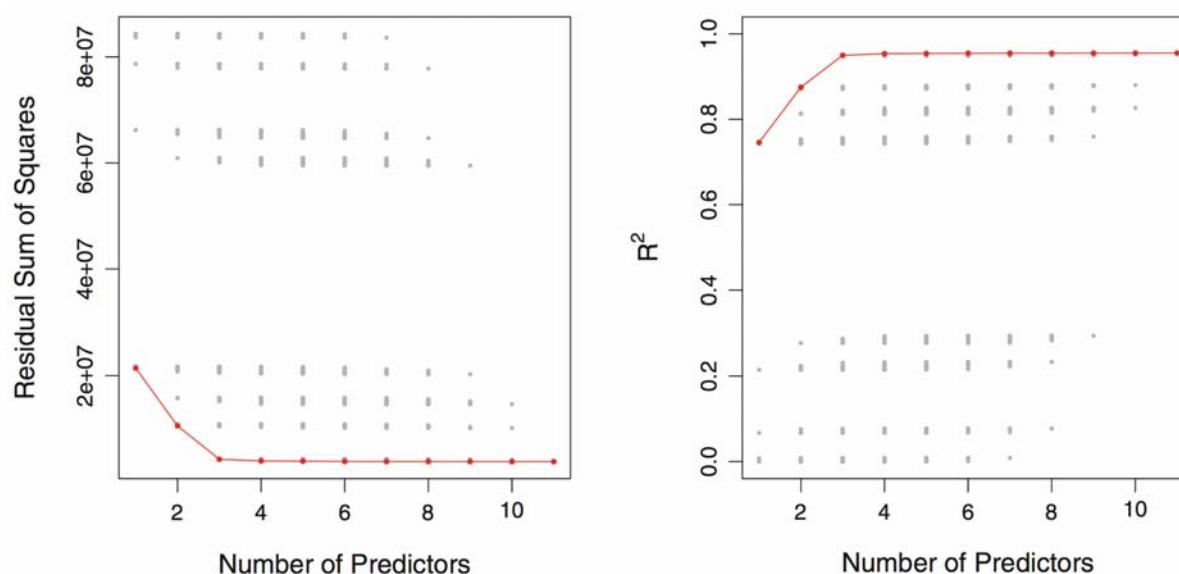 Residual Sum of Squares
8e+07
6e+07
4e+07
2e+07
2 4 6 8 10
Number of Predictors
R²
1.0
0.8
0.6
0.4
0.2
0.0
2 4 6 8 10
Number of Predictors